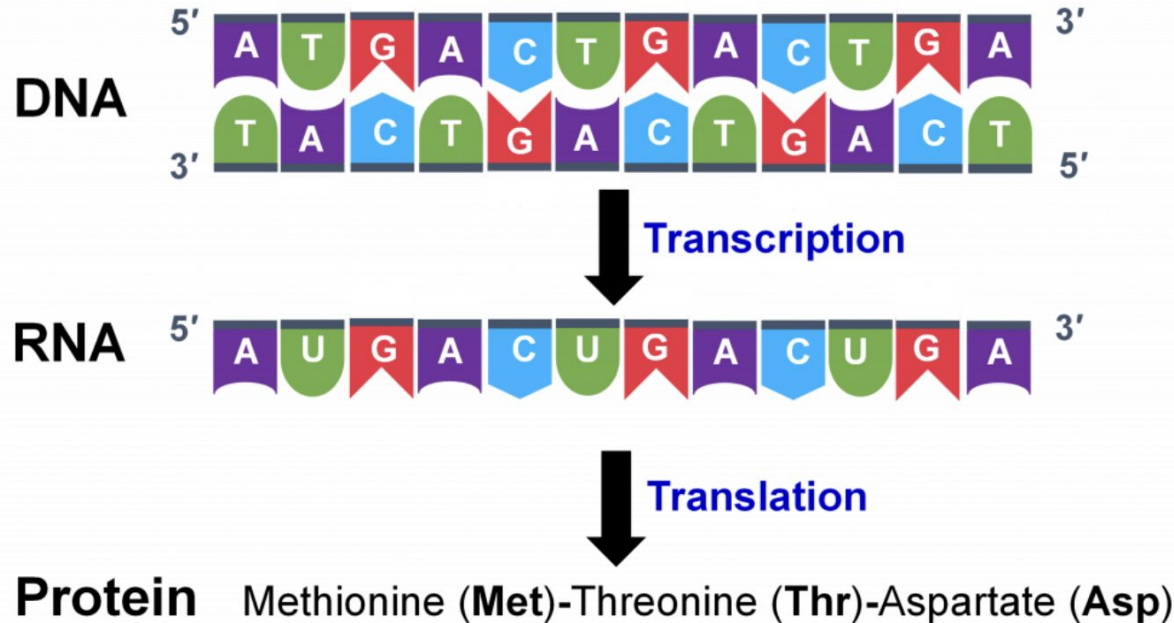 5′ A T G A C T G A C T G A 3′
DNA
3′ T A C T G A C T G A C T 5′
Transcription
RNA 5′ A U G A C U G A C U G A 3′
Translation
Protein Methionine (Met)-Threonine (Thr)-Aspartate (Asp)